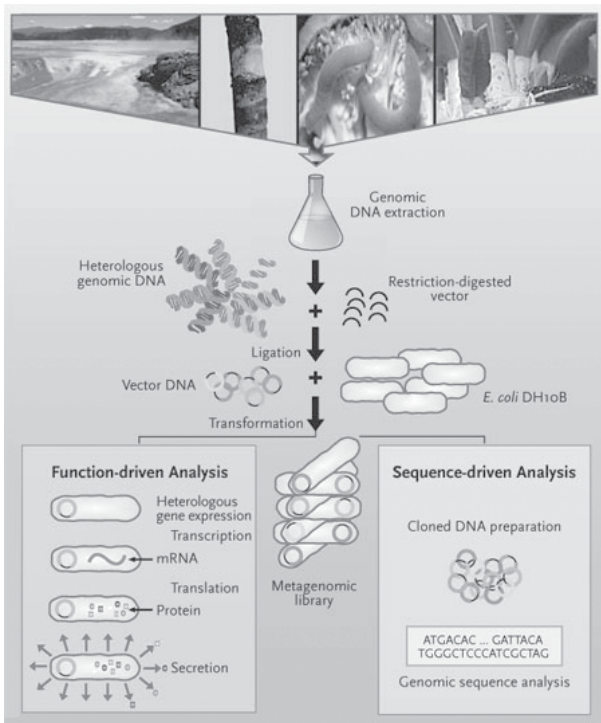 Genomic
DNA extraction
Heterologous
genomic DNA
Restriction-digested
vector
+
Ligation
Vector DNA
+
E. coli DH10B
Transformation
Function-driven Analysis
Heterologous
gene expression
Transcription
mRNA
Translation
Protein
Secretion
Metagenomic
library
Sequence-driven Analysis
Cloned DNA preparation
ATGACAC ... GATTACA
TGGGCTCCCATCGCTAG
Genomic sequence analysis